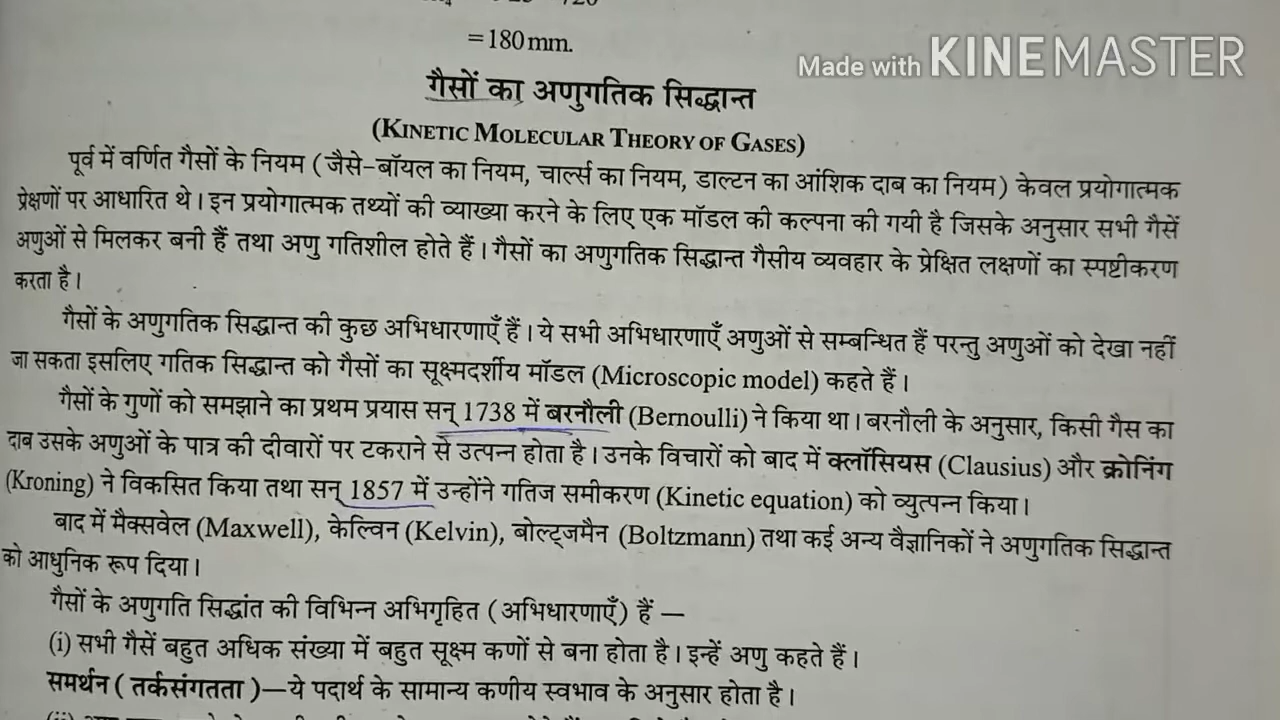 = 180 mm.
Made with KINEMASTER
गैसों का अणुगतिक सिद्धान्त
(KINETIC MOLECULAR THEORY OF GASES)
पूर्व में वर्णित गैसों के नियम (जैसे–बॉयल का नियम, चार्ल्स का नियम, डाल्टन का आंशिक दाब का नियम) केवल प्रयोगात्मक
प्रेक्षणों पर आधारित थे। इन प्रयोगात्मक तथ्यों की व्याख्या करने के लिए एक मॉडल की कल्पना की गयी है जिसके अनुसार सभी गैसें
अणुओं से मिलकर बनी हैं तथा अणु गतिशील होते हैं। गैसों का अणुगतिक सिद्धान्त गैसीय व्यवहार के प्रेक्षित लक्षणों का स्पष्टीकरण
करता है।
गैसों के अणुगतिक सिद्धान्त की कुछ अभिधारणाएँ हैं। ये सभी अभिधारणाएँ अणुओं से सम्बन्धित हैं परन्तु अणुओं को देखा नहीं
जा सकता इसलिए गतिक सिद्धान्त को गैसों का सूक्ष्मदर्शीय मॉडल (Microscopic model) कहते हैं।
गैसों के गुणों को समझाने का प्रथम प्रयास सन् 1738 में बरनौली (Bernoulli) ने किया था। बरनौली के अनुसार, किसी गैस का
दाब उसके अणुओं के पात्र की दीवारों पर टकराने से उत्पन्न होता है। उनके विचारों को बाद में क्लॉसियस (Clausius) और क्रोनिंग
(Kroning) ने विकसित किया तथा सन् 1857 में उन्होंने गतिज समीकरण (Kinetic equation) को व्युत्पन्न किया।
बाद में मैक्सवेल (Maxwell), केल्विन (Kelvin), बोल्ट्जमैन (Boltzmann) तथा कई अन्य वैज्ञानिकों ने अणुगतिक सिद्धान्त
को आधुनिक रूप दिया।
गैसों के अणुगति सिद्धांत की विभिन्न अभिगृहित (अभिधारणाएँ) हैं —
(i) सभी गैसें बहुत अधिक संख्या में बहुत सूक्ष्म कणों से बना होता है। इन्हें अणु कहते हैं।
समर्थन (तर्कसंगतता)—ये पदार्थ के सामान्य कणीय स्वभाव के अनुसार होता है।